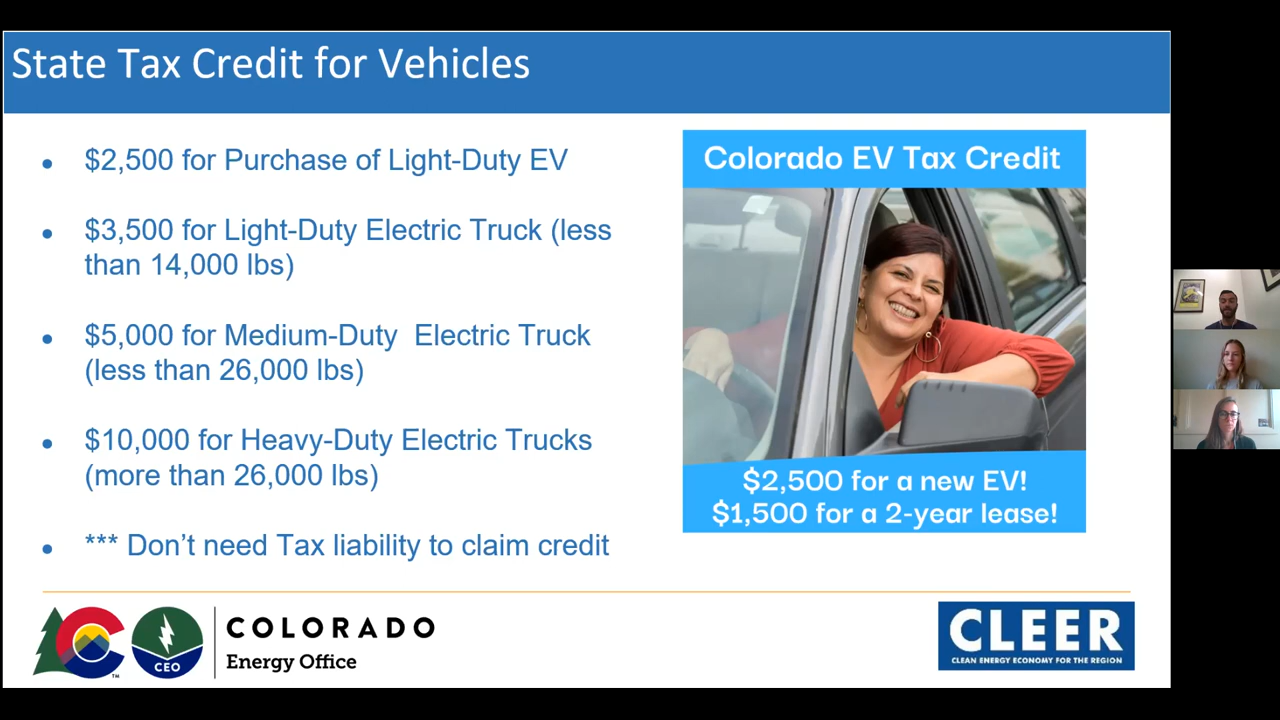 State Tax Credit for Vehicles
• $2,500 for Purchase of Light-Duty EV
• $3,500 for Light-Duty Electric Truck (less
than 14,000 lbs)
• $5,000 for Medium-Duty  Electric Truck
(less than 26,000 lbs)
• $10,000 for Heavy-Duty Electric Trucks
(more than 26,000 lbs)
• *** Don't need Tax liability to claim credit
Colorado EV Tax Credit
$2,500 for a new EV!
$1,500 for a 2-year lease!
C
TM
CEO
COLORADO
Energy Office
CLEER
CLEAN ENERGY ECONOMY FOR THE REGION